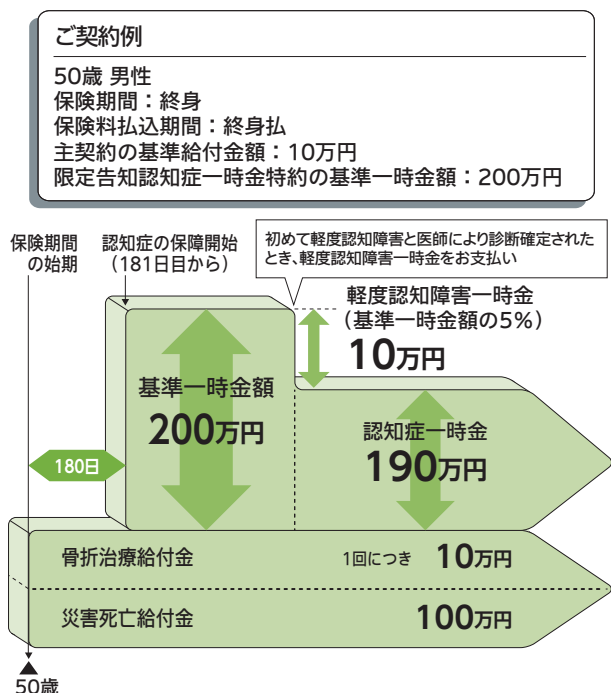 ご契約例
50歳 男性
保険期間：終身
保険料払込期間：終身払
主契約の基準給付金額：10万円
限定告知認知症一時金特約の基準一時金額：200万円
保険期間
の始期
認知症の保障開始
（181日目から）
初めて軽度認知障害と医師により診断確定された
とき、軽度認知障害一時金をお支払い
軽度認知障害一時金
（基準一時金額の5%）
10万円
基準一時金額
200万円
認知症一時金
190万円
180日
骨折治療給付金 1回につき 10万円
災害死亡給付金 100万円
50歳